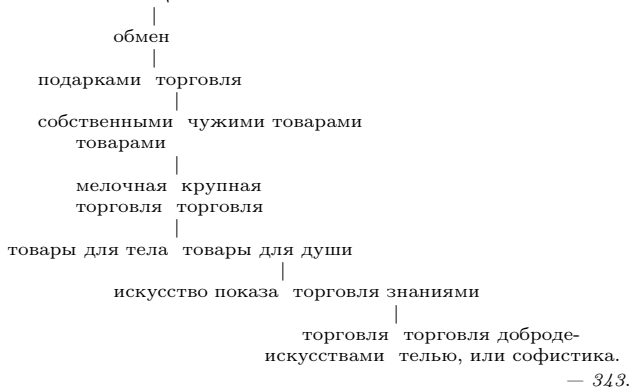 обмен
подарками торговля
собственными чужими товарами
товарами
мелочная крупная
торговля торговля
товары для тела товары для души
искусство показа торговля знаниями
торговля торговля доброде-
искусствами телью, или софистика.
— 343.